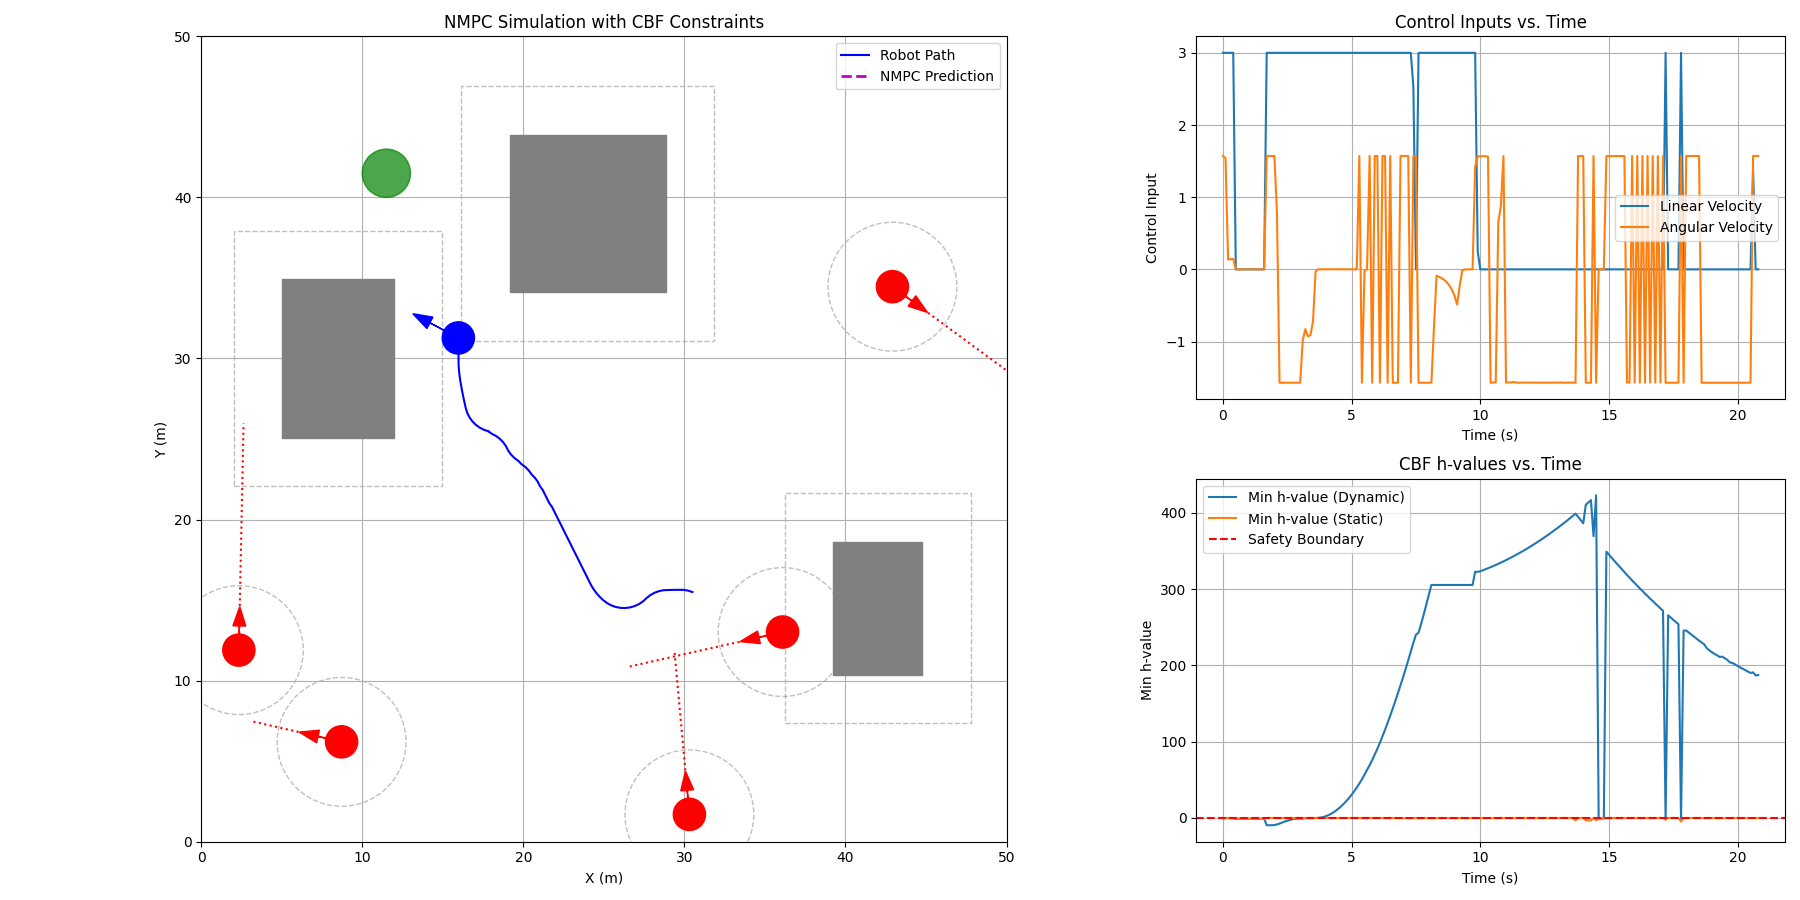 NMPC Simulation with CBF Constraints
50
40
30
20
10
0
Y (m)
0 10 20 30 40 50
X (m)
Robot Path
NMPC Prediction
Control Inputs vs. Time
3
2
1
0
−1
Control Input
0 5 10 15 20
Time (s)
Linear Velocity
Angular Velocity
CBF h-values vs. Time
400
300
200
100
0
Min h-value
0 5 10 15 20
Time (s)
Min h-value (Dynamic)
Min h-value (Static)
Safety Boundary